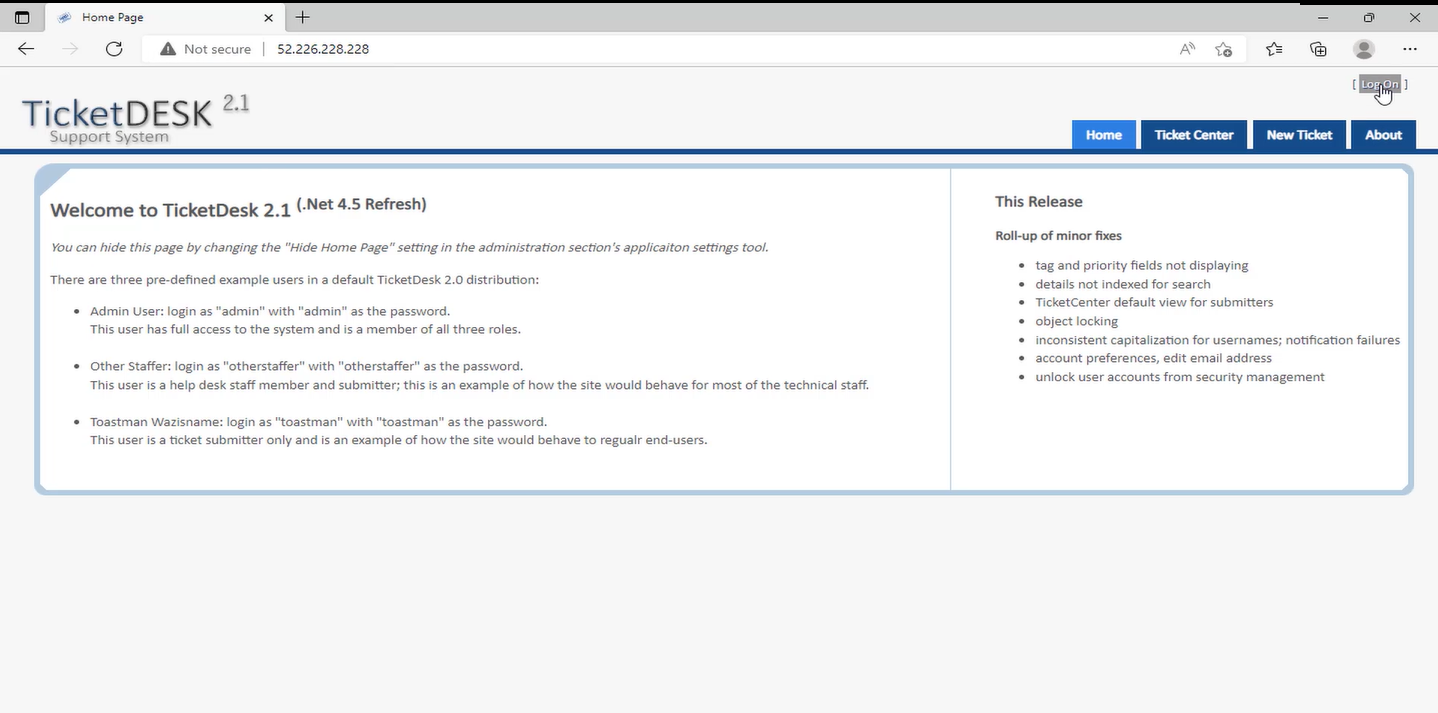 Home Page
Not secure | 52.226.228.228
[ Log On ]
TicketDESK 2.1
Support System
Home Ticket Center New Ticket About
Welcome to TicketDesk 2.1 (.Net 4.5 Refresh)
You can hide this page by changing the "Hide Home Page" setting in the administration section's applicaiton settings tool.
There are three pre-defined example users in a default TicketDesk 2.0 distribution:
• Admin User: login as "admin" with "admin" as the password.
This user has full access to the system and is a member of all three roles.
• Other Staffer: login as "otherstaffer" with "otherstaffer" as the password.
This user is a help desk staff member and submitter; this is an example of how the site would behave for most of the technical staff.
• Toastman Wazisname: login as "toastman" with "toastman" as the password.
This user is a ticket submitter only and is an example of how the site would behave to regualr end-users.
This Release
Roll-up of minor fixes
• tag and priority fields not displaying
• details not indexed for search
• TicketCenter default view for submitters
• object locking
• inconsistent capitalization for usernames; notification failures
• account preferences, edit email address
• unlock user accounts from security management